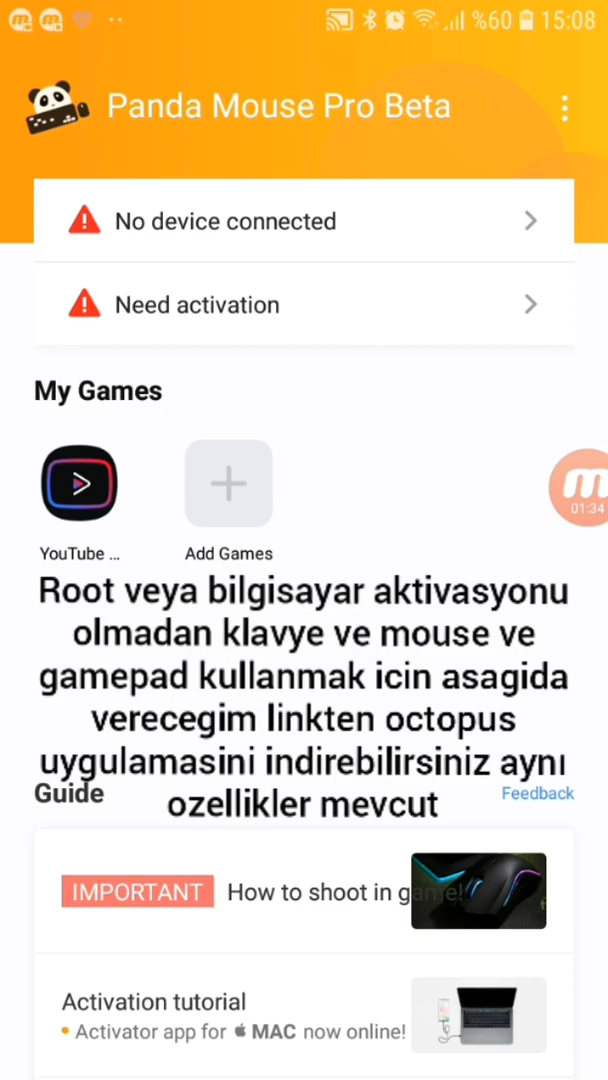 %60 15:08
Panda Mouse Pro Beta
No device connected
Need activation
My Games
01:34
YouTube ...
Add Games
Root veya bilgisayar aktivasyonu
olmadan klavye ve mouse ve
gamepad kullanmak icin asagida
verecegim linkten octopus
uygulamasini indirebilirsiniz aynı
ozellikler mevcut
Guide
Feedback
IMPORTANT How to shoot in game!
Activation tutorial
• Activator app for MAC now online!